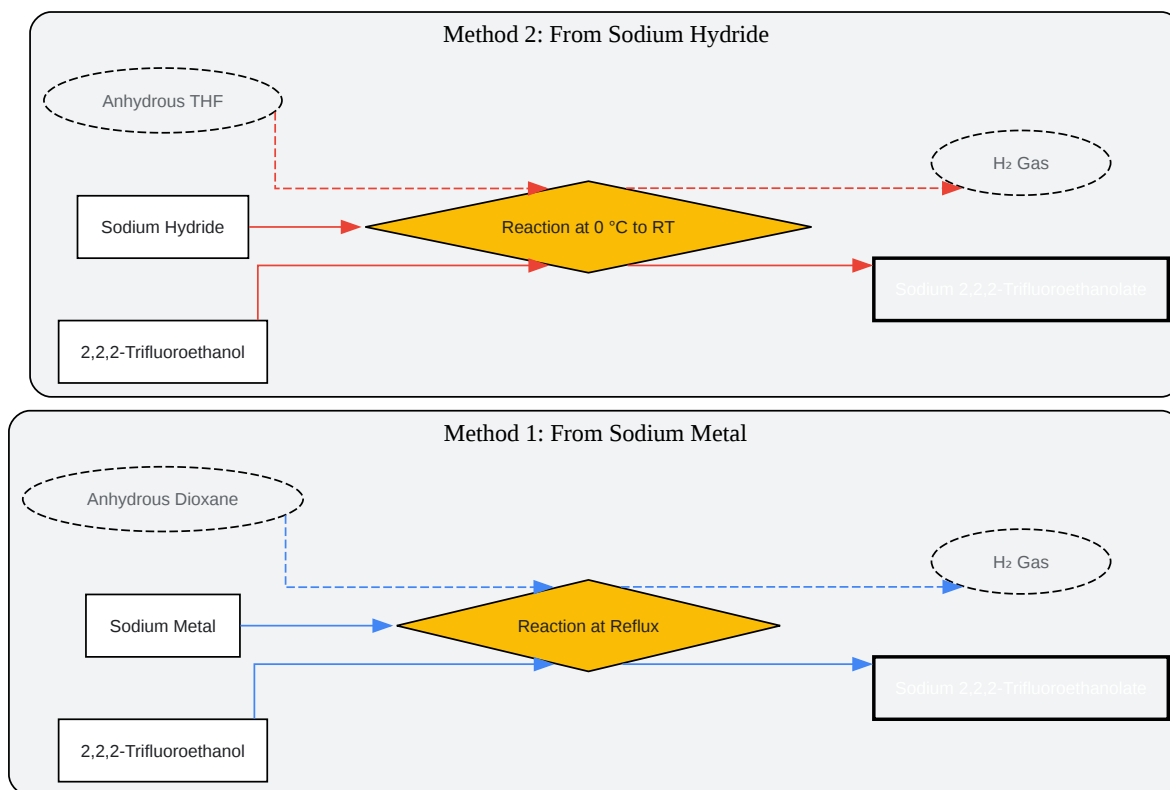 Method 2: From Sodium Hydride
Anhydrous THF
H₂ Gas
Sodium Hydride
Reaction at 0 °C to RT
Sodium 2,2,2-Trifluoroethanolate
2,2,2-Trifluoroethanol
Method 1: From Sodium Metal
Anhydrous Dioxane
H₂ Gas
Sodium Metal
Reaction at Reflux
Sodium 2,2,2-Trifluoroethanolate
2,2,2-Trifluoroethanol